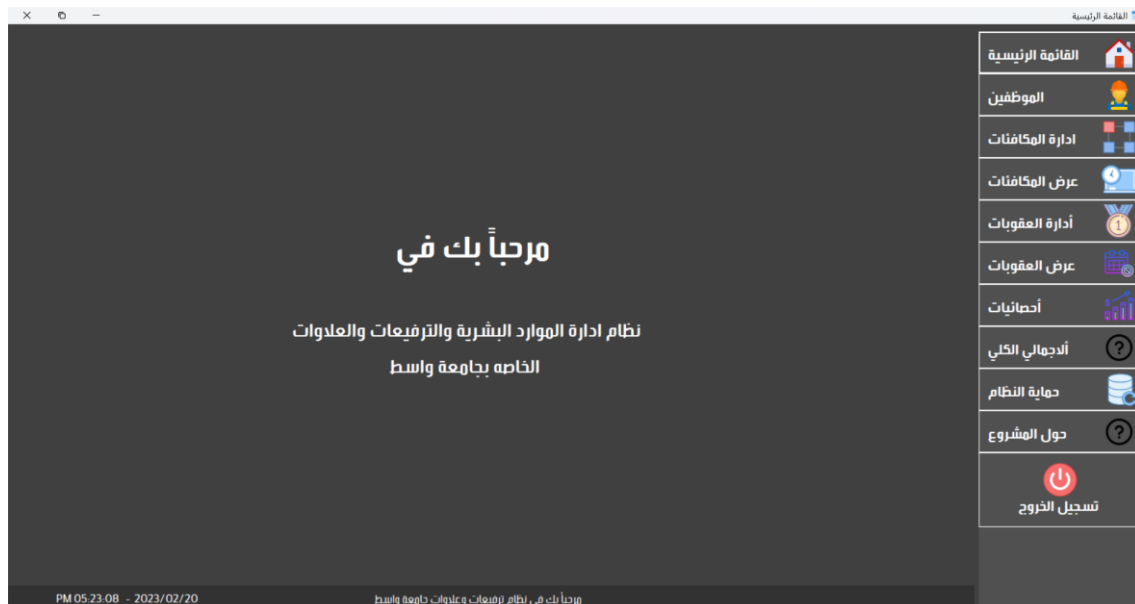 القائمة الرئيسية
القائمة الرئيسية
الموظفين
ادارة المكافئات
عرض المكافئات
أدارة العقوبات
عرض العقوبات
أحصائيات
ألاجمالي الكلي
حماية النظام
حول المشروع
تسجيل الخروج
مرحباً بك في
نظام ادارة الموارد البشرية والترفيعات والعلاوات
الخاصه بجامعة واسط
مرحباً بك في نظام ترفيعات وعلاوات جامعة واسط
PM 05:23:08 - 2023/02/20